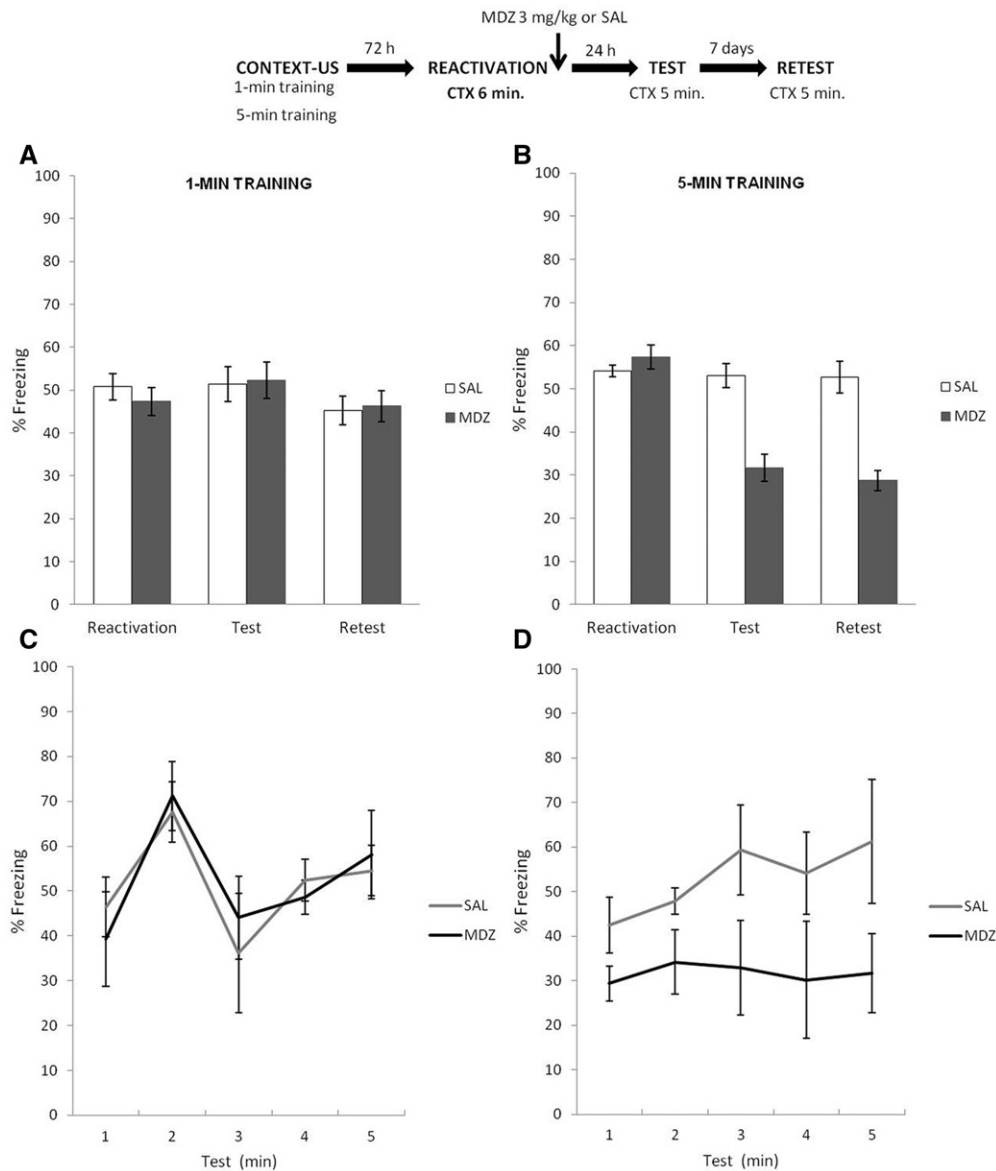 MDZ 3 mg/kg or SAL
72 h
24 h
7 days
CONTEXT-US
REACTIVATION
TEST
RETEST
1-min training
CTX 6 min.
CTX 5 min.
CTX 5 min.
5-min training
A
1-MIN TRAINING
% Freezing
100
90
80
70
60
50
40
30
20
10
0
Reactivation
Test
Retest
SAL
MDZ
B
5-MIN TRAINING
% Freezing
100
90
80
70
60
50
40
30
20
10
0
Reactivation
Test
Retest
SAL
MDZ
C
% Freezing
100
90
80
70
60
50
40
30
20
10
0
1 2 3 4 5
Test (min)
SAL
MDZ
D
% Freezing
100
90
80
70
60
50
40
30
20
10
0
1 2 3 4 5
Test (min)
SAL
MDZ